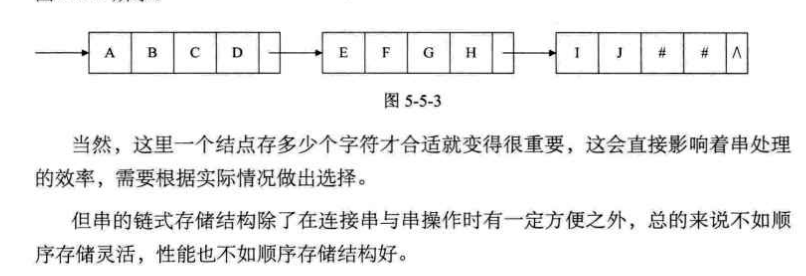 A B C D E F G H I J # # ∧
图 5-5-3
当然，这里一个结点存多少个字符才合适就变得很重要，这会直接影响着串处理
的效率，需要根据实际情况做出选择。
但串的链式存储结构除了在连接串与串操作时有一定方便之外，总的来说不如顺
序存储灵活，性能也不如顺序存储结构好。